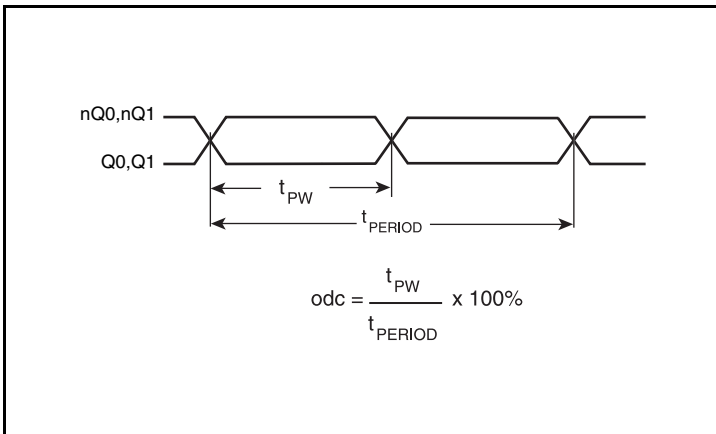 nQ0,nQ1
Q0,Q1
tPW
tPERIOD
odc = tPW / tPERIOD x 100%